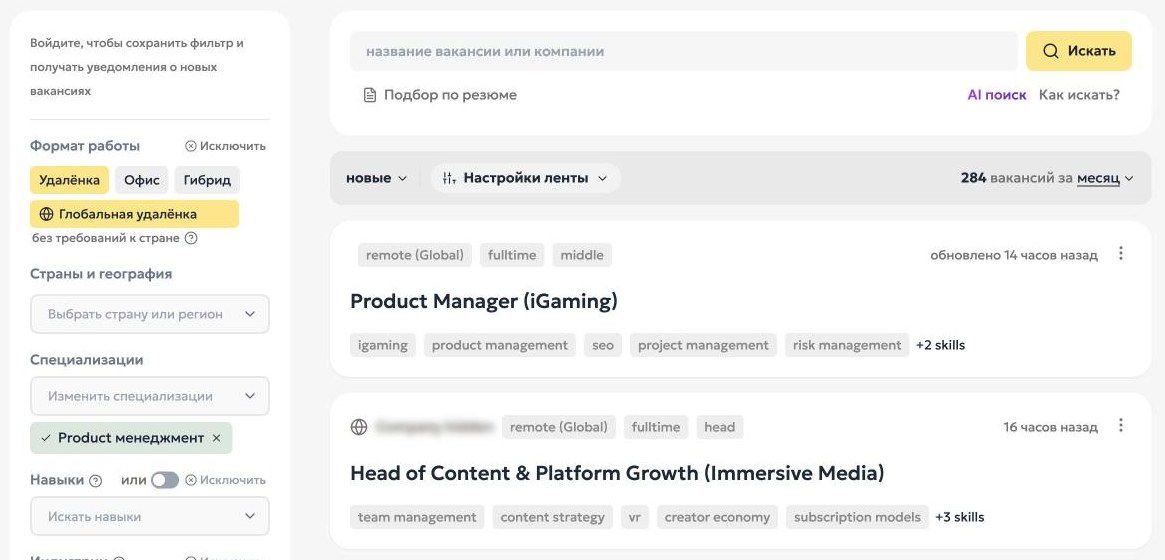 Войдите, чтобы сохранить фильтр и
получать уведомления о новых
вакансиях
Формат работы Исключить
Удалёнка Офис Гибрид
Глобальная удалёнка
без требований к стране ?
Страны и география
Выбрать страну или регион
Специализации
Изменить специализации
Product менеджмент
Навыки ? или Исключить
Искать навыки
название вакансии или компании Искать
Подбор по резюме AI поиск Как искать?
новые Настройки ленты 284 вакансий за месяц
remote (Global) fulltime middle обновлено 14 часов назад
Product Manager (iGaming)
igaming product management seo project management risk management +2 skills
remote (Global) fulltime head 16 часов назад
Head of Content & Platform Growth (Immersive Media)
team management content strategy vr creator economy subscription models +3 skills